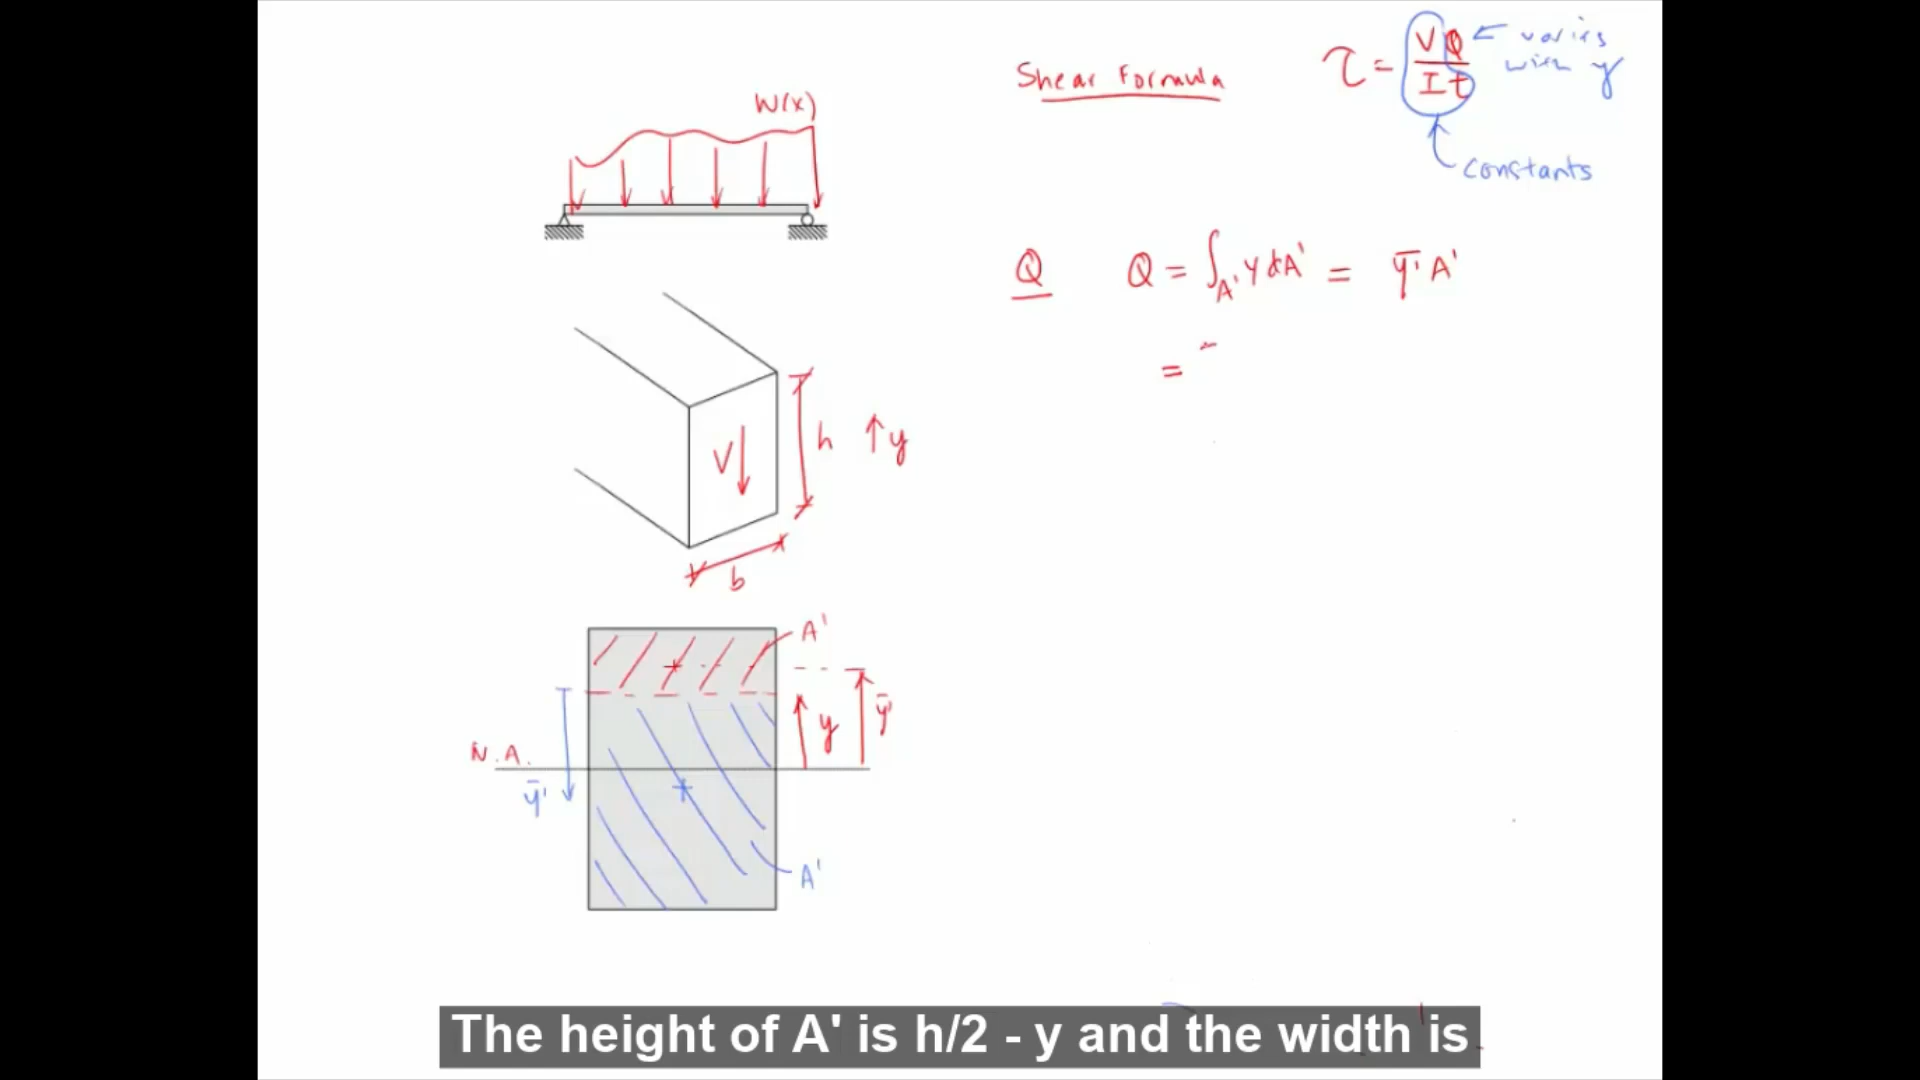 Shear Formula
τ = VQ / It ← varies with y
constants
W(x)
Q Q = ∫A' y dA' = ȳ' A'
=
V h ↑ y
b
A'
y ȳ'
N.A.
ȳ'
A'
The height of A' is h/2 - y and the width is